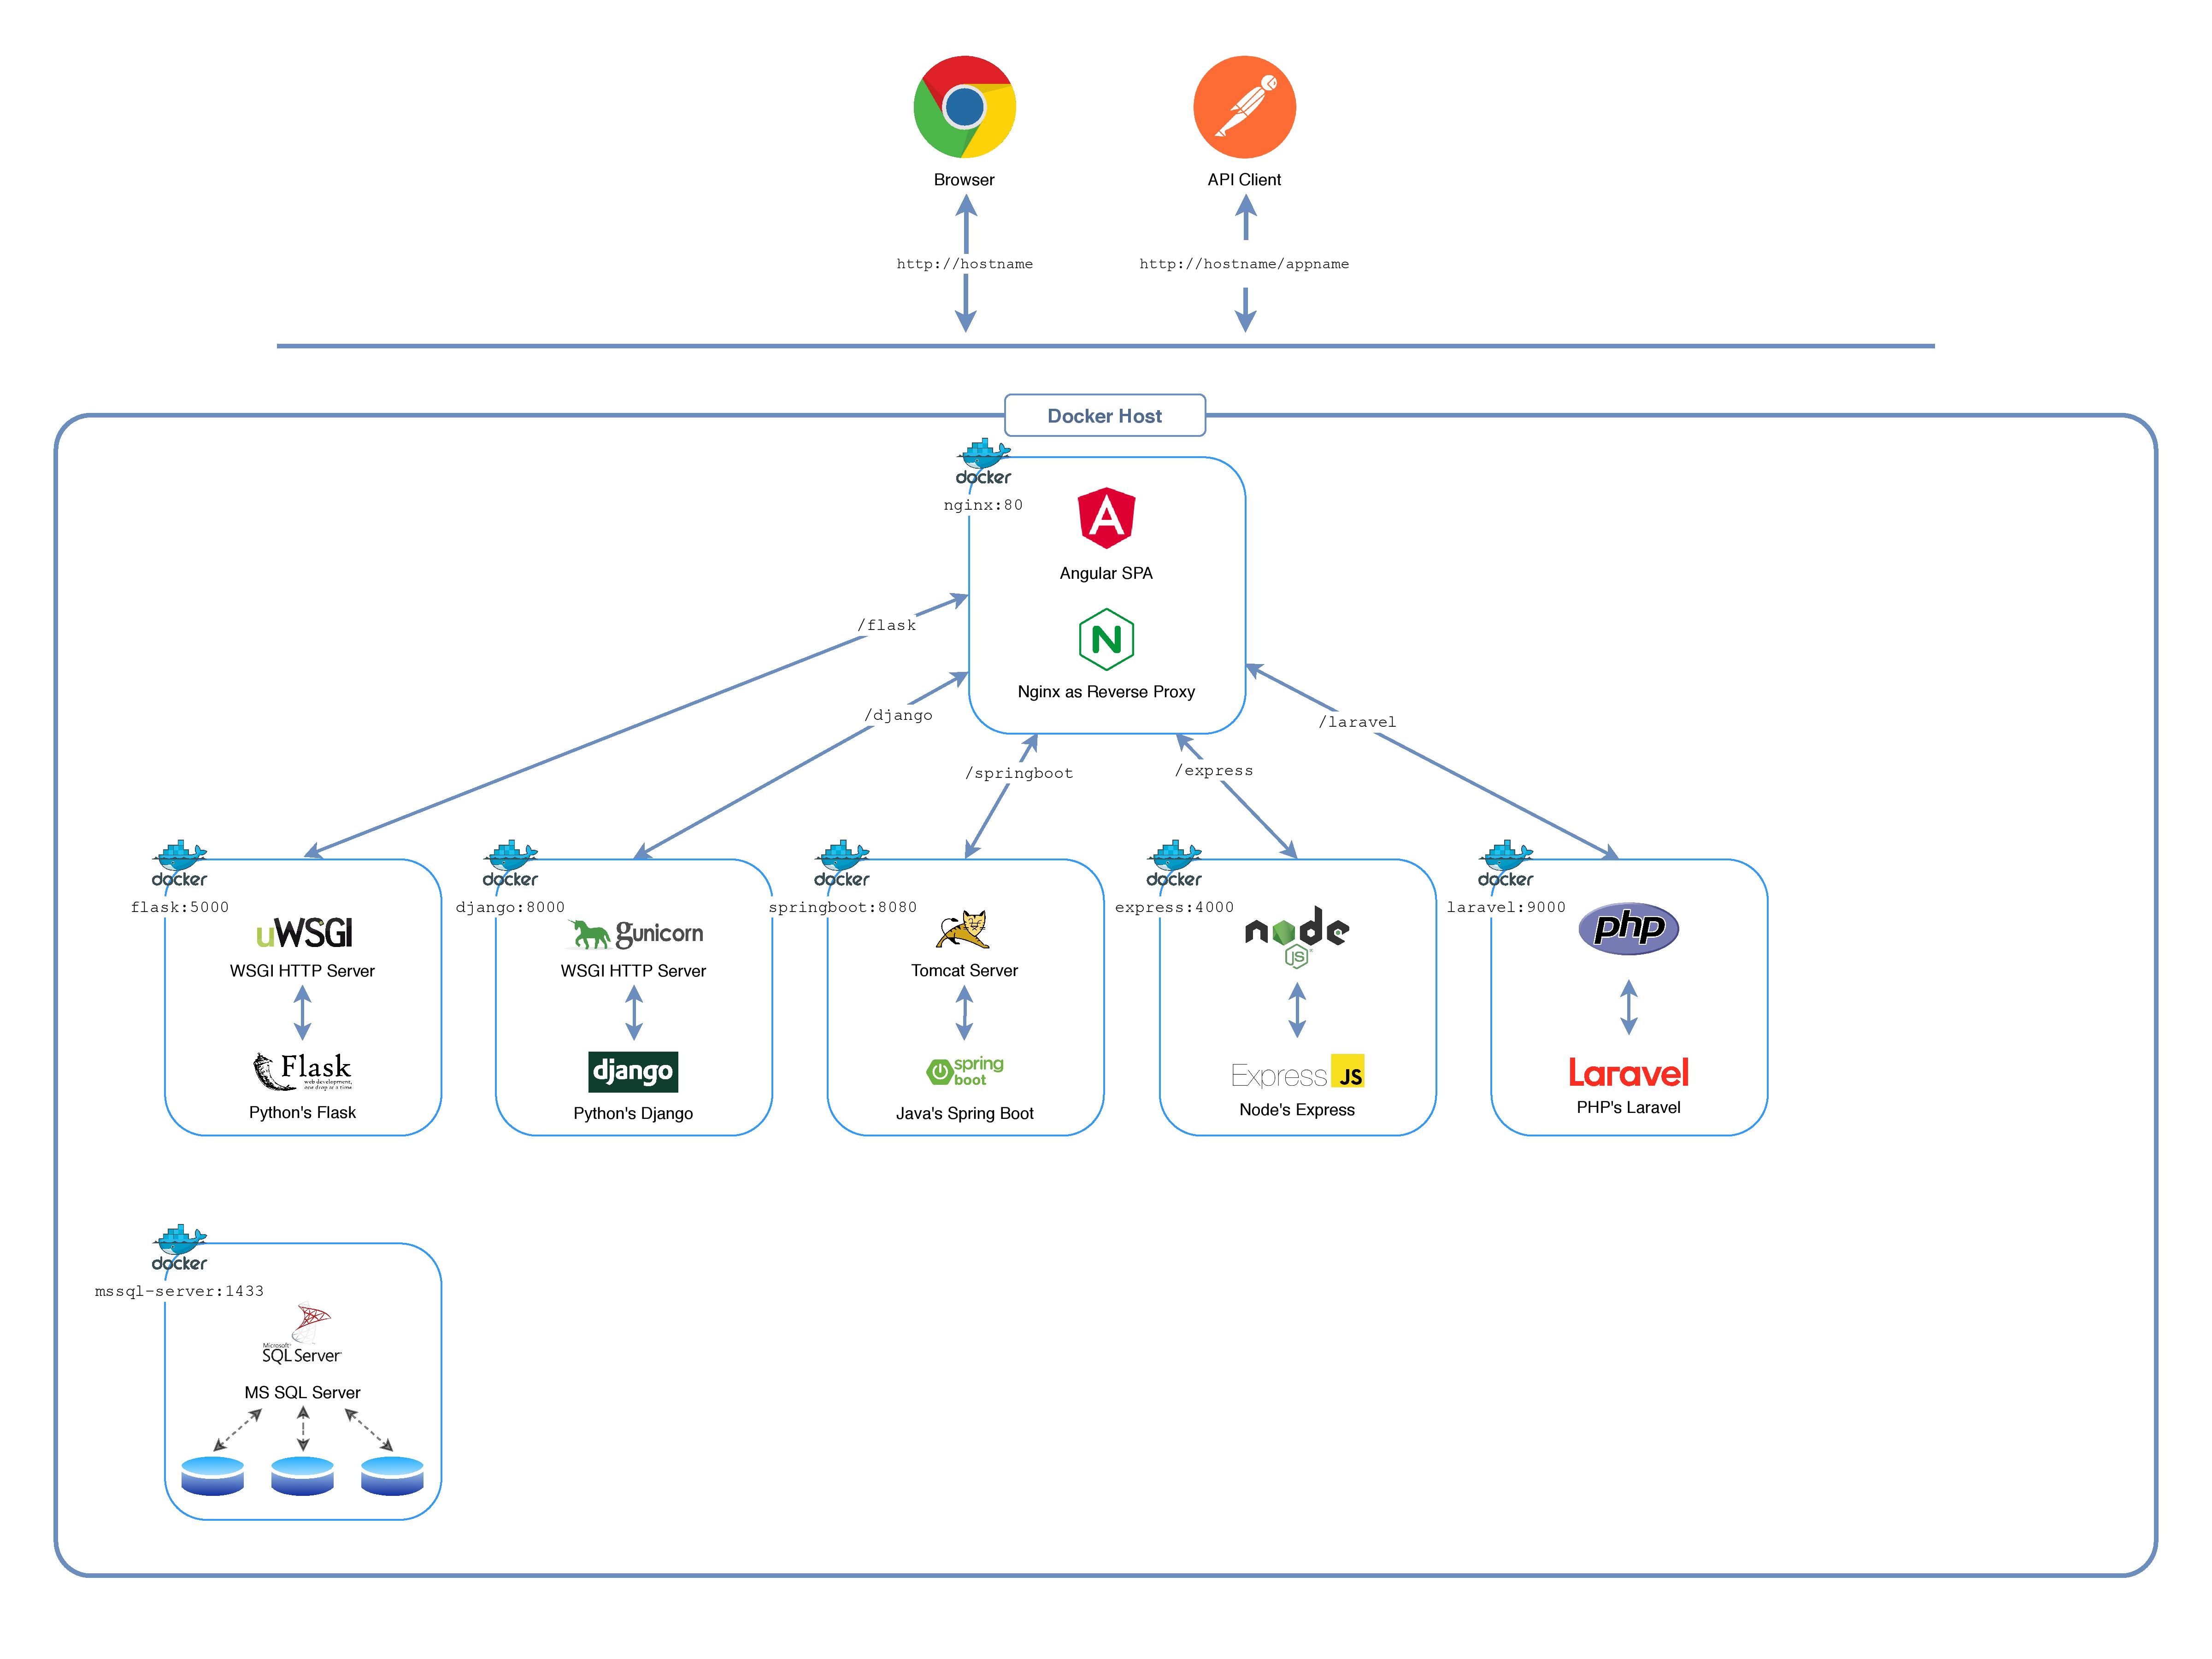 Browser
API Client
http://hostname
http://hostname/appname
Docker Host
docker
nginx:80
Angular SPA
N
Nginx as Reverse Proxy
/flask
/django
/springboot
/express
/laravel
docker
flask:5000
uWSGI
WSGI HTTP Server
Flask
web development,
one drop at a time
Python's Flask
docker
django:8000
gunicorn
WSGI HTTP Server
django
Python's Django
docker
springboot:8080
Tomcat Server
spring
boot
Java's Spring Boot
docker
express:4000
node
JS
Express JS
Node's Express
docker
laravel:9000
php
Laravel
PHP's Laravel
docker
mssql-server:1433
Microsoft
SQL Server
MS SQL Server